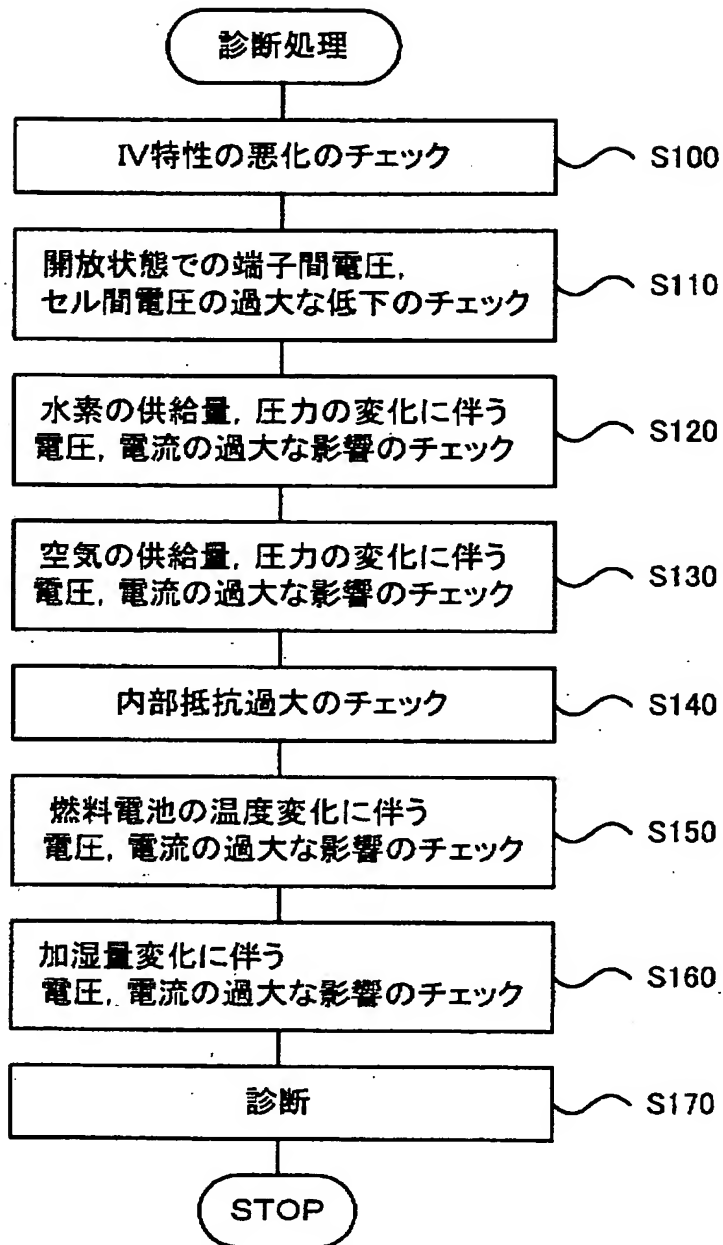 診断処理
IV特性の悪化のチェック
S100
開放状態での端子間電圧,
セル間電圧の過大な低下のチェック
S110
水素の供給量, 圧力の変化に伴う
電圧, 電流の過大な影響のチェック
S120
空気の供給量, 圧力の変化に伴う
電圧, 電流の過大な影響のチェック
S130
内部抵抗過大のチェック
S140
燃料電池の温度変化に伴う
電圧, 電流の過大な影響のチェック
S150
加湿量変化に伴う
電圧, 電流の過大な影響のチェック
S160
診断
S170
STOP